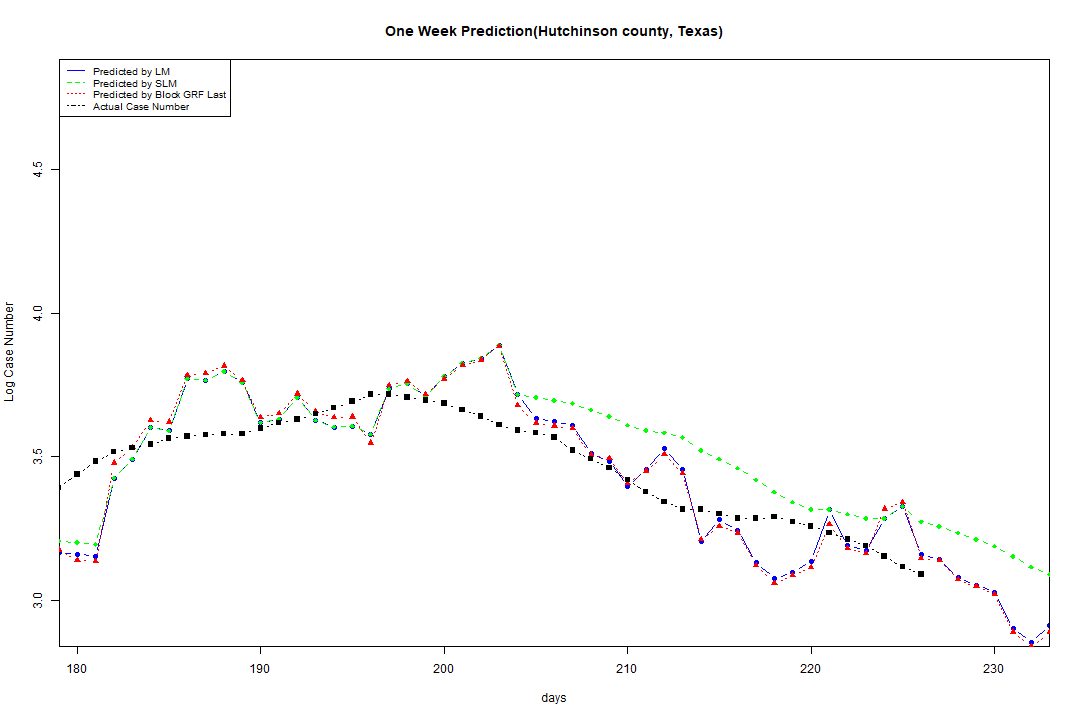 One Week Prediction(Hutchinson county, Texas)
Predicted by LM
Predicted by SLM
Predicted by Block GRF Last
Actual Case Number
Log Case Number
4.5
4.0
3.5
3.0
180 190 200 210 220 230
days